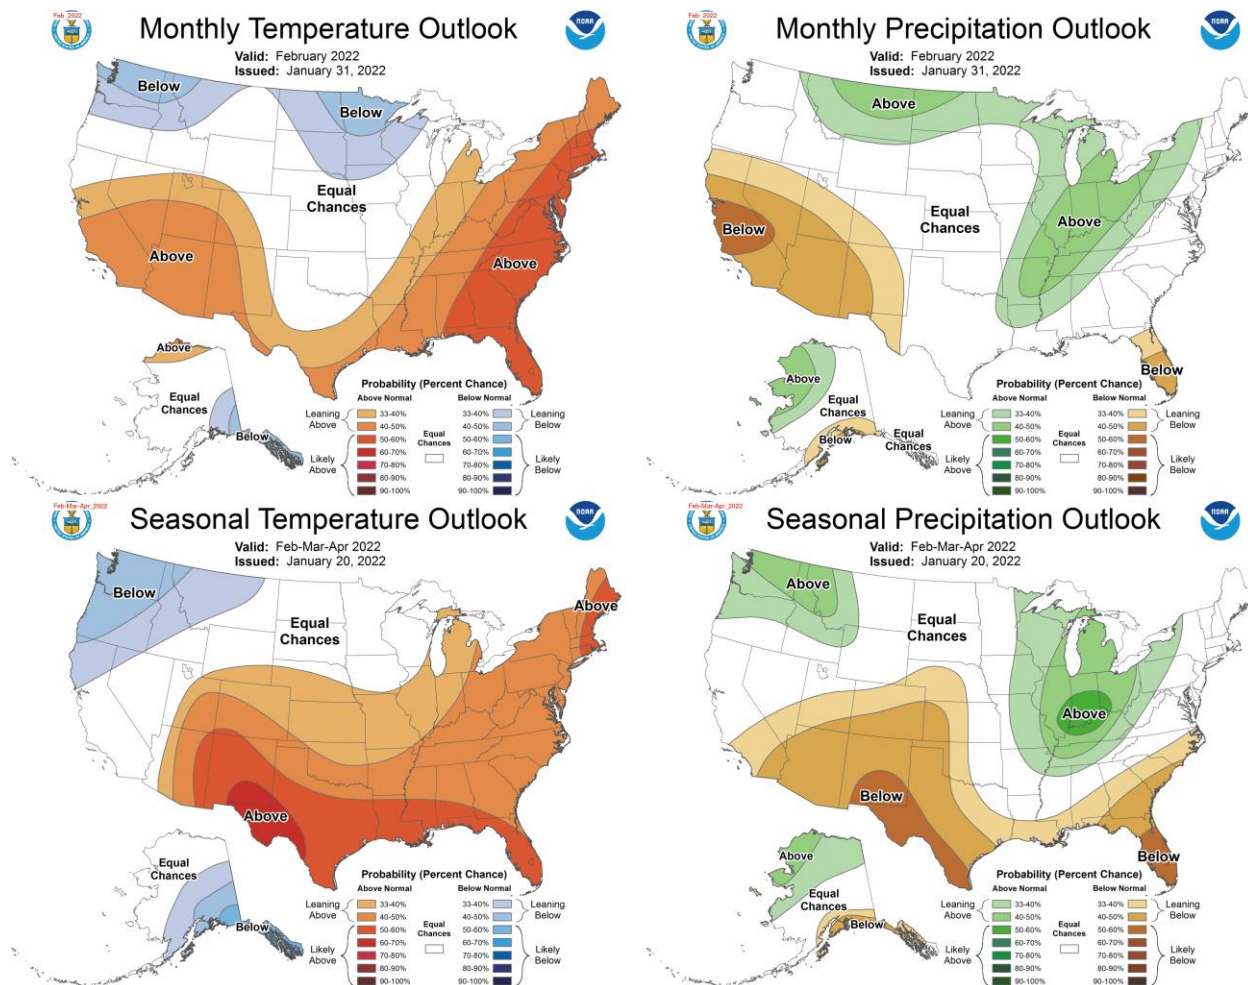 Feb_2022
Monthly Temperature Outlook
NOAA
Valid: February 2022
Issued: January 31, 2022
Below
Below
Equal
Chances
Above
Above
Above
Equal
Chances
Below
Probability (Percent Chance)
Above Normal
Below Normal
Leaning
Above
33-40%
40-50%
50-60%
60-70%
70-80%
80-90%
90-100%
Likely
Above
Equal
Chances
33-40%
40-50%
50-60%
60-70%
70-80%
80-90%
90-100%
Leaning
Below
Likely
Below
Feb_2022
Monthly Precipitation Outlook
NOAA
Valid: February 2022
Issued: January 31, 2022
Above
Equal
Chances
Above
Below
Below
Above
Equal
Chances
Below
Equal
Chances
Probability (Percent Chance)
Above Normal
Below Normal
Leaning
Above
33-40%
40-50%
50-60%
60-70%
70-80%
80-90%
90-100%
Likely
Above
Equal
Chances
33-40%
40-50%
50-60%
60-70%
70-80%
80-90%
90-100%
Leaning
Below
Likely
Below
Feb-Mar-Apr_2022
Seasonal Temperature Outlook
NOAA
Valid: Feb-Mar-Apr 2022
Issued: January 20, 2022
Below
Equal
Chances
Above
Above
Equal
Chances
Below
Probability (Percent Chance)
Above Normal
Below Normal
Leaning
Above
33-40%
40-50%
50-60%
60-70%
70-80%
80-90%
90-100%
Likely
Above
Equal
Chances
33-40%
40-50%
50-60%
60-70%
70-80%
80-90%
90-100%
Leaning
Below
Likely
Below
Feb-Mar-Apr_2022
Seasonal Precipitation Outlook
NOAA
Valid: Feb-Mar-Apr 2022
Issued: January 20, 2022
Above
Equal
Chances
Above
Below
Below
Above
Equal
Chances
Below
Probability (Percent Chance)
Above Normal
Below Normal
Leaning
Above
33-40%
40-50%
50-60%
60-70%
70-80%
80-90%
90-100%
Likely
Above
Equal
Chances
33-40%
40-50%
50-60%
60-70%
70-80%
80-90%
90-100%
Leaning
Below
Likely
Below